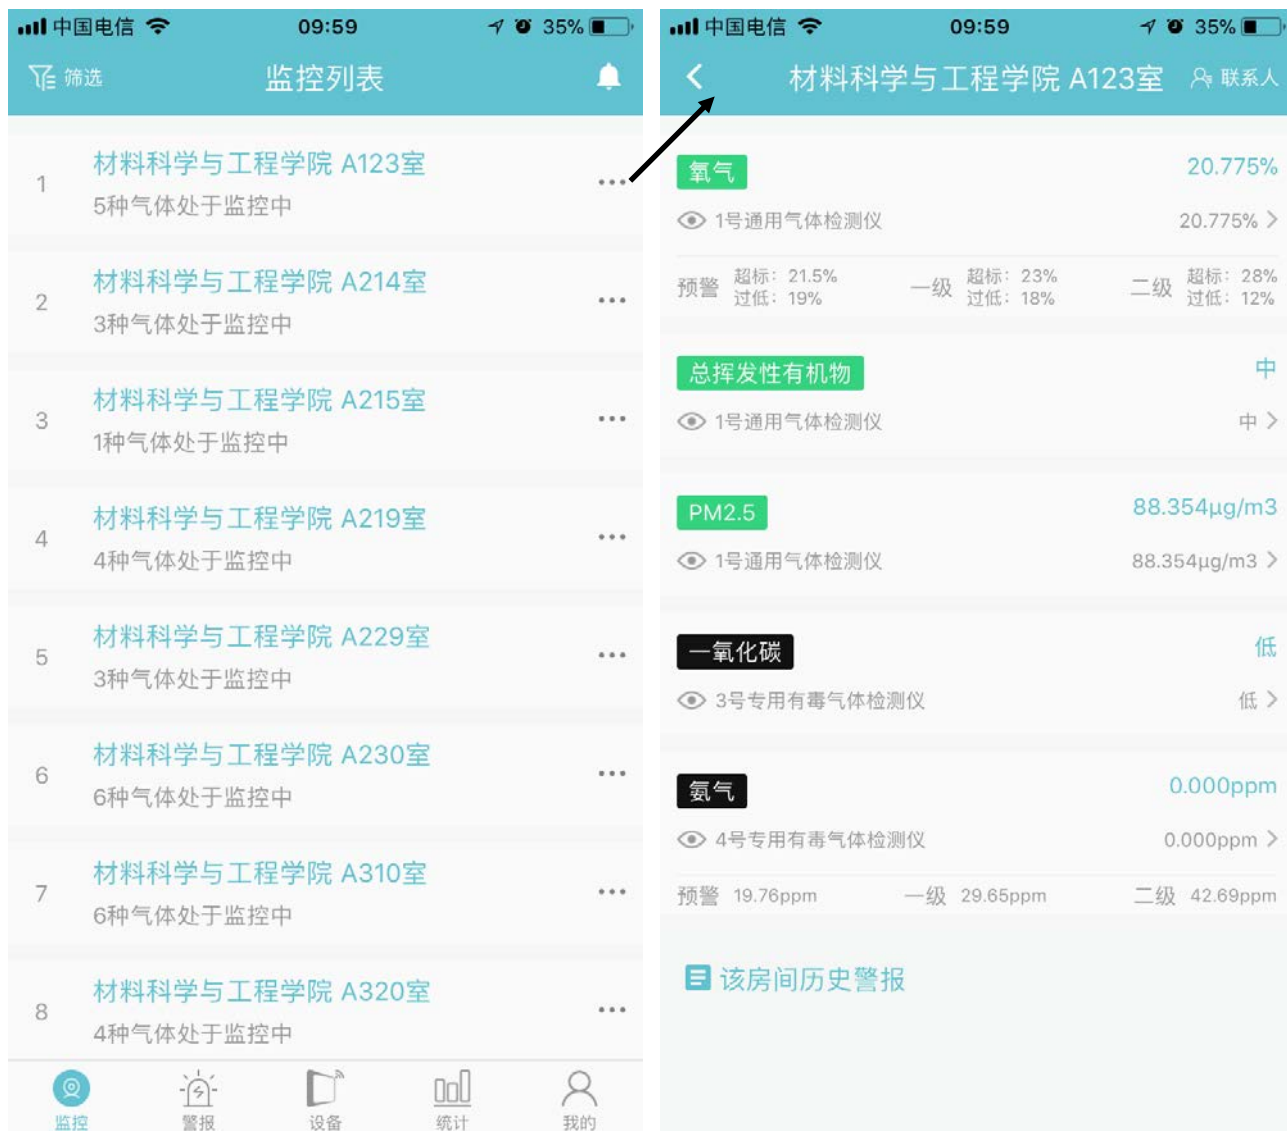 中国电信 09:59 35%
筛选 监控列表
1 材料科学与工程学院 A123室
5种气体处于监控中
2 材料科学与工程学院 A214室
3种气体处于监控中
3 材料科学与工程学院 A215室
1种气体处于监控中
4 材料科学与工程学院 A219室
4种气体处于监控中
5 材料科学与工程学院 A229室
3种气体处于监控中
6 材料科学与工程学院 A230室
6种气体处于监控中
7 材料科学与工程学院 A310室
6种气体处于监控中
8 材料科学与工程学院 A320室
4种气体处于监控中
监控 警报 设备 统计 我的
中国电信 09:59 35%
材料科学与工程学院 A123室 联系人
氧气 20.775%
1号通用气体检测仪 20.775%
预警 超标：21.5% 一级 超标：23% 二级 超标：28%
过低：19% 过低：18% 过低：12%
总挥发性有机物 中
1号通用气体检测仪 中
PM2.5 88.354μg/m3
1号通用气体检测仪 88.354μg/m3
一氧化碳 低
3号专用有毒气体检测仪 低
氨气 0.000ppm
4号专用有毒气体检测仪 0.000ppm
预警 19.76ppm 一级 29.65ppm 二级 42.69ppm
该房间历史警报